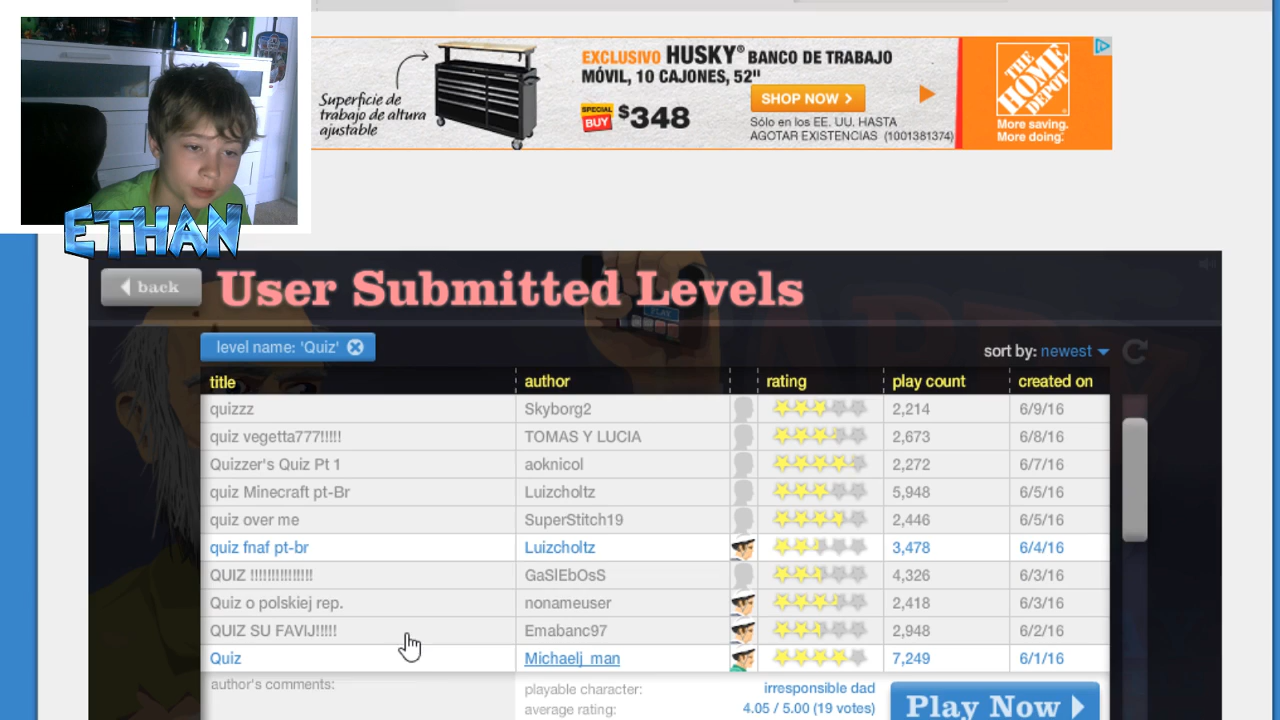 Superficie de
trabajo de altura
ajustable
EXCLUSIVO HUSKY® BANCO DE TRABAJO
MÓVIL, 10 CAJONES, 52"
SPECIAL
BUY
$348
SHOP NOW
Sólo en los EE. UU. HASTA
AGOTAR EXISTENCIAS (1001381374)
THE
HOME
DEPOT
More saving.
More doing.
ETHAN
back
User Submitted Levels
PLAY
level name: 'Quiz'
sort by: newest
title author rating play count created on
quizzz Skyborg2 2,214 6/9/16
quiz vegetta777!!!!! TOMAS Y LUCIA 2,673 6/8/16
Quizzer's Quiz Pt 1 aoknicol 2,272 6/7/16
quiz Minecraft pt-Br Luizcholtz 5,948 6/5/16
quiz over me SuperStitch19 2,446 6/5/16
quiz fnaf pt-br Luizcholtz 3,478 6/4/16
QUIZ !!!!!!!!!!!!!!! GaSlEbOsS 4,326 6/3/16
Quiz o polskiej rep. nonameuser 2,418 6/3/16
QUIZ SU FAVIJ!!!!! Emabanc97 2,948 6/2/16
Quiz Michaelj_man 7,249 6/1/16
author's comments: playable character: irresponsible dad
average rating: 4.05 / 5.00 (19 votes)
Play Now